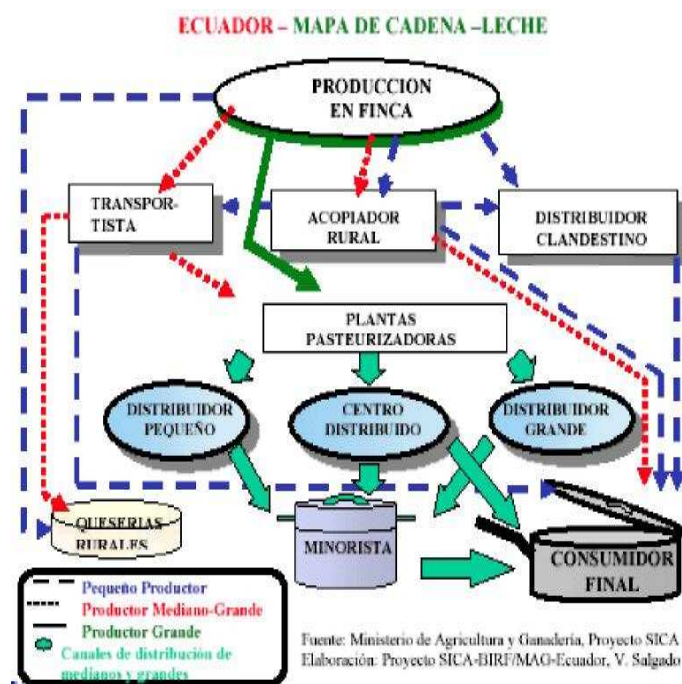 ECUADOR – MAPA DE CADENA –LECHE
PRODUCCION
EN FINCA
TRANSPOR-
TISTA
ACOPIADOR
RURAL
DISTRIBUIDOR
CLANDESTINO
PLANTAS
PASTEURIZADORAS
DISTRIBUIDOR
PEQUEÑO
CENTRO
DISTRIBUIDO
DISTRIBUIDOR
GRANDE
QUESERIAS
RURALES
MINORISTA
CONSUMIDOR
FINAL
Pequeño Productor
Productor Mediano-Grande
Productor Grande
Canales de distribución de
medianos y grandes
Fuente: Ministerio de Agricultura y Ganadería, Proyecto SICA
Elaboración: Proyecto SICA-BIRF/MAG-Ecuador, V. Salgado